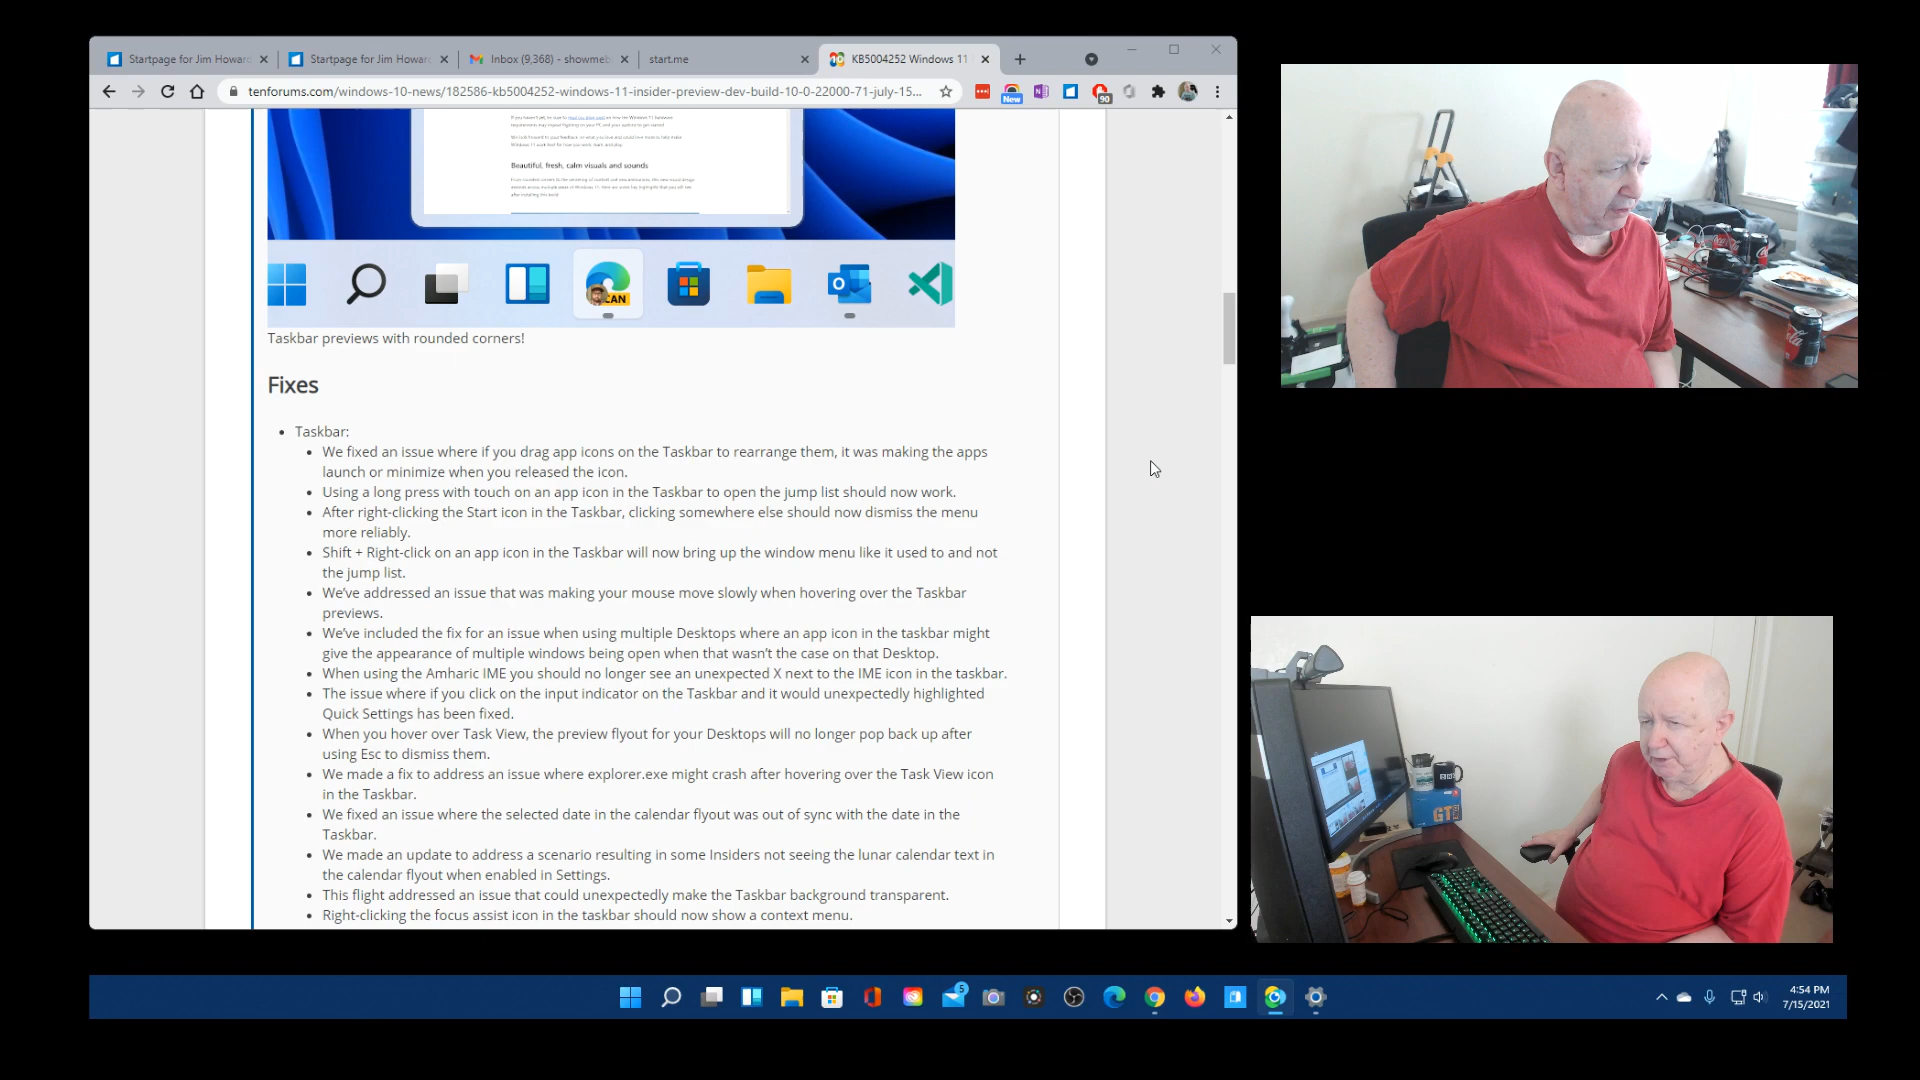 Startpage for Jim Howar
Startpage for Jim Howar
Inbox (9,368) - showmeb
start.me
KB5004252 Windows 11
tenforums.com/windows-10-news/182586-kb5004252-windows-11-insider-preview-dev-build-10-0-22000-71-july-15...
New
90
Beautiful, fresh, calm visuals and sounds
CAN
Taskbar previews with rounded corners!
Fixes
Taskbar:
We fixed an issue where if you drag app icons on the Taskbar to rearrange them, it was making the apps
launch or minimize when you released the icon.
Using a long press with touch on an app icon in the Taskbar to open the jump list should now work.
After right-clicking the Start icon in the Taskbar, clicking somewhere else should now dismiss the menu
more reliably.
Shift + Right-click on an app icon in the Taskbar will now bring up the window menu like it used to and not
the jump list.
We've addressed an issue that was making your mouse move slowly when hovering over the Taskbar
previews.
We've included the fix for an issue when using multiple Desktops where an app icon in the taskbar might
give the appearance of multiple windows being open when that wasn't the case on that Desktop.
When using the Amharic IME you should no longer see an unexpected X next to the IME icon in the taskbar.
The issue where if you click on the input indicator on the Taskbar and it would unexpectedly highlighted
Quick Settings has been fixed.
When you hover over Task View, the preview flyout for your Desktops will no longer pop back up after
using Esc to dismiss them.
We made a fix to address an issue where explorer.exe might crash after hovering over the Task View icon
in the Taskbar.
We fixed an issue where the selected date in the calendar flyout was out of sync with the date in the
Taskbar.
We made an update to address a scenario resulting in some Insiders not seeing the lunar calendar text in
the calendar flyout when enabled in Settings.
This flight addressed an issue that could unexpectedly make the Taskbar background transparent.
Right-clicking the focus assist icon in the taskbar should now show a context menu.
5
4:54 PM
7/15/2021